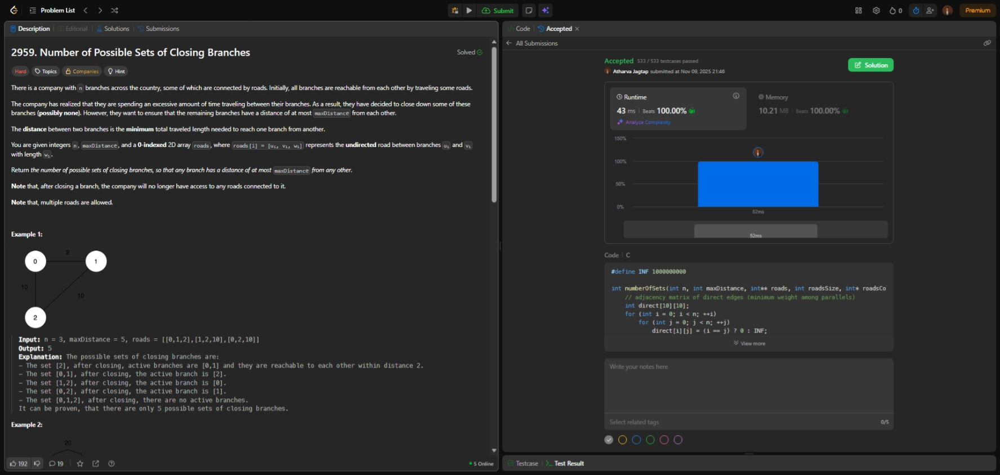 Problem List
Submit
0
Premium
Description
Editorial
Solutions
Submissions
2959. Number of Possible Sets of Closing Branches
Solved
Hard
Topics
Companies
Hint
There is a company with n branches across the country, some of which are connected by roads. Initially, all branches are reachable from each other by traveling some roads.
The company has realized that they are spending an excessive amount of time traveling between their branches. As a result, they have decided to close down some of these
branches (possibly none). However, they want to ensure that the remaining branches have a distance of at most maxDistance from each other.
The distance between two branches is the minimum total traveled length needed to reach one branch from another.
You are given integers n, maxDistance, and a 0-indexed 2D array roads, where roads[i] = [uᵢ, vᵢ, wᵢ] represents the undirected road between branches uᵢ and vᵢ
with length wᵢ.
Return the number of possible sets of closing branches, so that any branch has a distance of at most maxDistance from any other.
Note that, after closing a branch, the company will no longer have access to any roads connected to it.
Note that, multiple roads are allowed.
Example 1:
2
0
1
10
10
2
Input: n = 3, maxDistance = 5, roads = [[0,1,2],[1,2,10],[0,2,10]]
Output: 5
Explanation: The possible sets of closing branches are:
- The set [2], after closing, active branches are [0,1] and they are reachable to each other within distance 2.
- The set [0,1], after closing, the active branch is [2].
- The set [1,2], after closing, the active branch is [0].
- The set [0,2], after closing, the active branch is [1].
- The set [0,1,2], after closing, there are no active branches.
It can be proven, that there are only 5 possible sets of closing branches.
Example 2:
20
192
19
5 Online
Code
Accepted
All Submissions
Accepted 533 / 533 testcases passed
Atharva Jagtap submitted at Nov 09, 2025 21:46
Solution
Runtime
43 ms | Beats 100.00%
Analyze Complexity
Memory
10.21 MB | Beats 100.00%
150%
100%
50%
0%
52ms
52ms
Code | C
#define INF 1000000000
int numberOfSets(int n, int maxDistance, int** roads, int roadsSize, int* roadsCo
// adjacency matrix of direct edges (minimum weight among parallels)
int direct[10][10];
for (int i = 0; i < n; ++i)
for (int j = 0; j < n; ++j)
direct[i][j] = (i == j) ? 0 : INF;
View more
Write your notes here
Select related tags
0/5
Testcase
Test Result